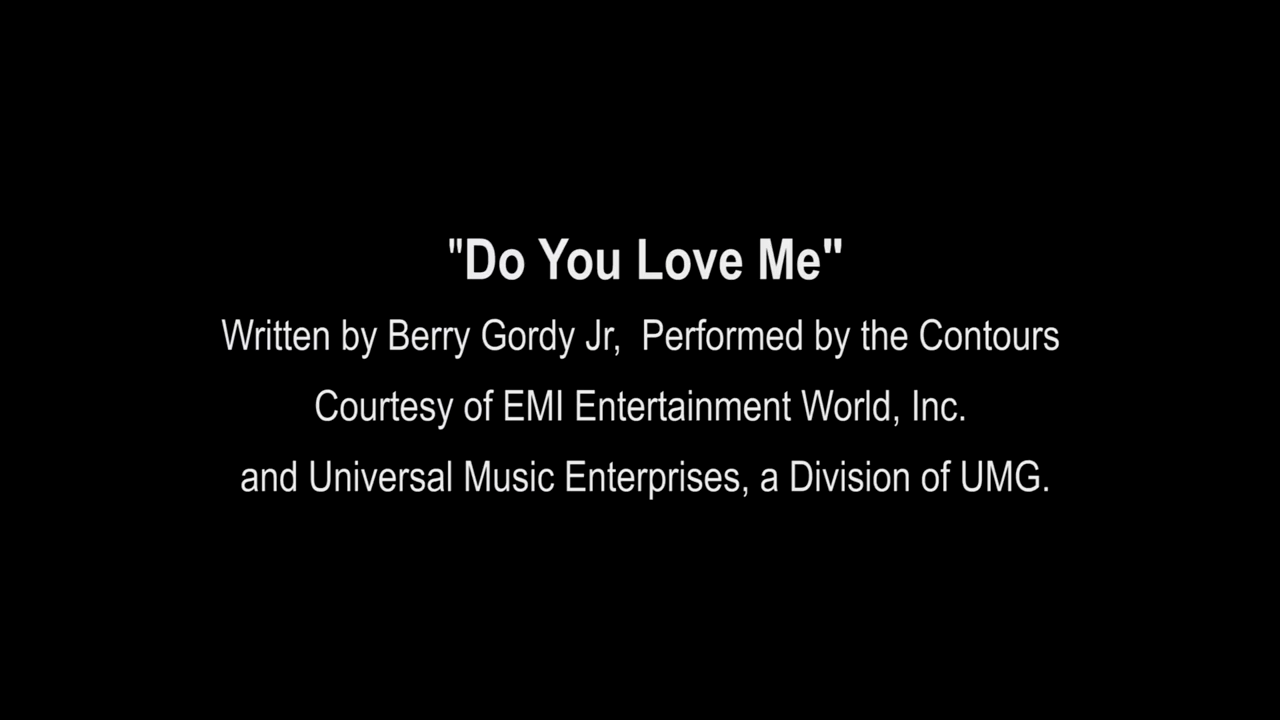 "Do You Love Me"
Written by Berry Gordy Jr,  Performed by the Contours
Courtesy of EMI Entertainment World, Inc.
and Universal Music Enterprises, a Division of UMG.